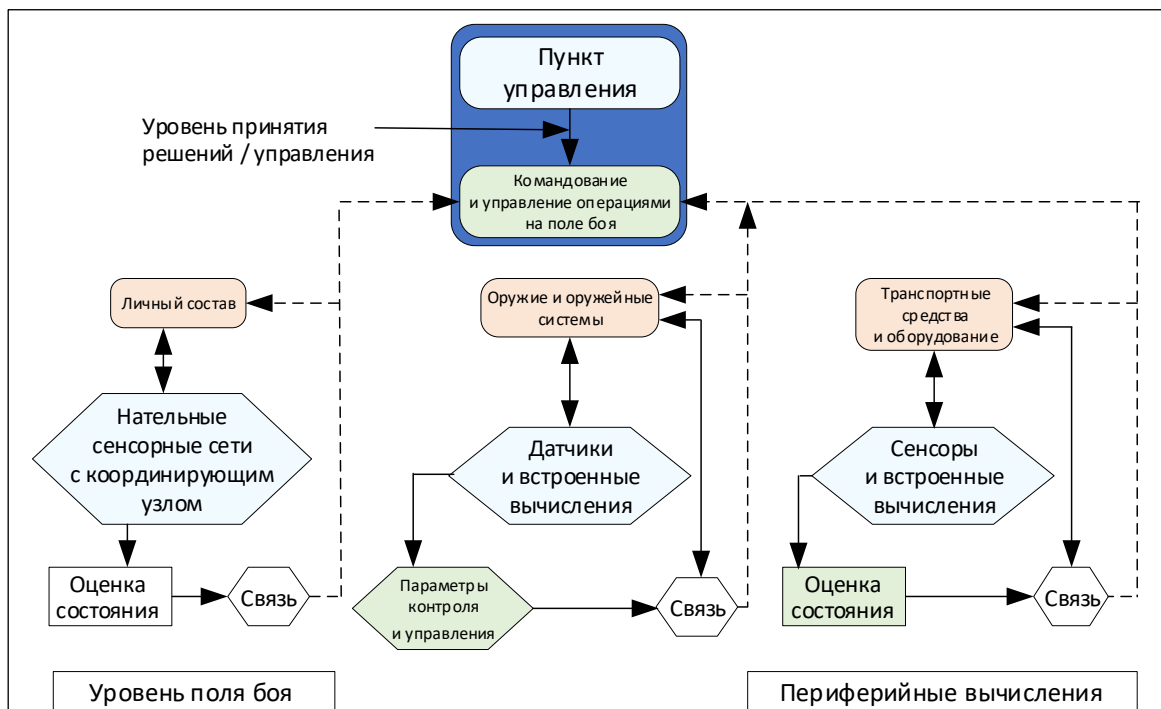 Пункт
управления
Уровень принятия
решений / управления
Командование
и управление операциями
на поле боя
Личный состав
Оружие и оружейные
системы
Транспортные
средства
и оборудование
Нательные
сенсорные сети
с координирующим
узлом
Датчики
и встроенные
вычисления
Сенсоры
и встроенные
вычисления
Оценка
состояния
Связь
Параметры
контроля
и управления
Связь
Оценка
состояния
Связь
Уровень поля боя
Периферийные вычисления